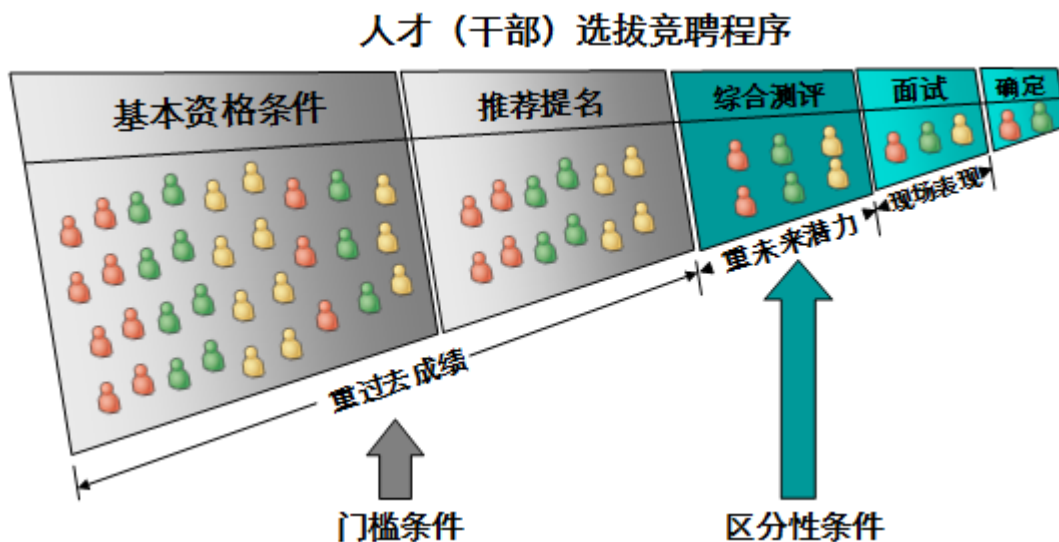 人才（干部）选拔竞聘程序
基本资格条件
推荐提名
综合测评
面试
确定
重过去成绩
重未来潜力
现场表现
门槛条件
区分性条件